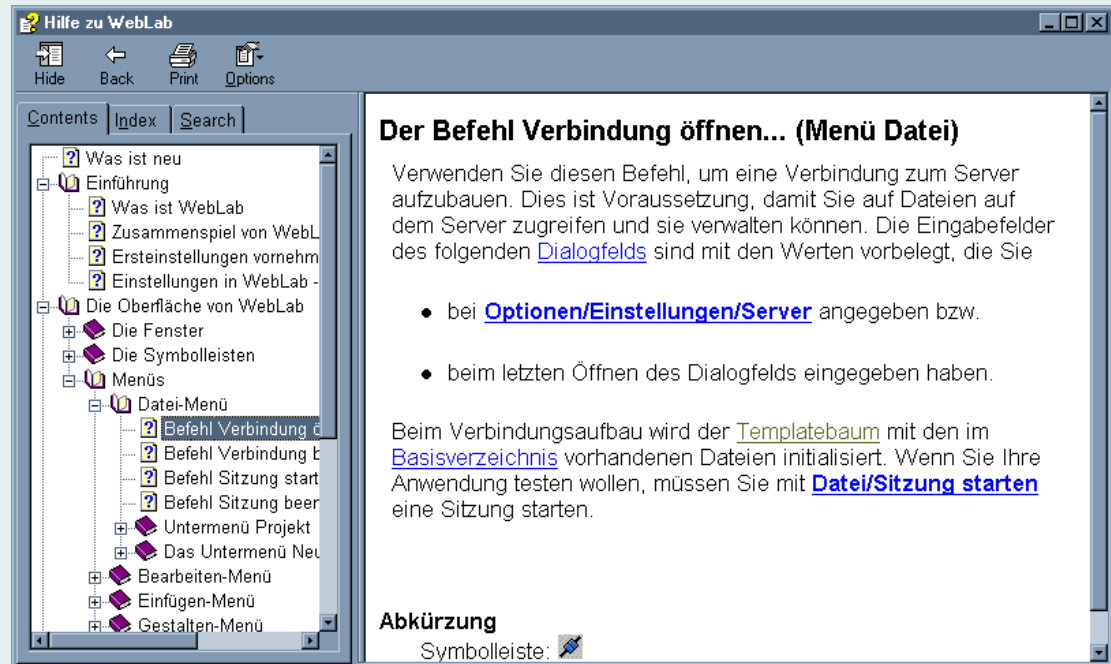 Hilfe zu WebLab
Hide Back Print Options
Contents Index Search
Was ist neu
Einführung
Was ist WebLab
Zusammenspiel von WebL
Ersteinstellungen vornehm
Einstellungen in WebLab -
Die Oberfläche von WebLab
Die Fenster
Die Symbolleisten
Menüs
Datei-Menü
Befehl Verbindung ö
Befehl Verbindung b
Befehl Sitzung start
Befehl Sitzung beer
Untermenü Projekt
Das Untermenü Neu
Bearbeiten-Menü
Einfügen-Menü
Gestalten-Menü
Der Befehl Verbindung öffnen... (Menü Datei)
Verwenden Sie diesen Befehl, um eine Verbindung zum Server
aufzubauen. Dies ist Voraussetzung, damit Sie auf Dateien auf
dem Server zugreifen und sie verwalten können. Die Eingabefelder
des folgenden Dialogfelds sind mit den Werten vorbelegt, die Sie
• bei Optionen/Einstellungen/Server angegeben bzw.
• beim letzten Öffnen des Dialogfelds eingegeben haben.
Beim Verbindungsaufbau wird der Templatebaum mit den im
Basisverzeichnis vorhandenen Dateien initialisiert. Wenn Sie Ihre
Anwendung testen wollen, müssen Sie mit Datei/Sitzung starten
eine Sitzung starten.
Abkürzung
Symbolleiste: